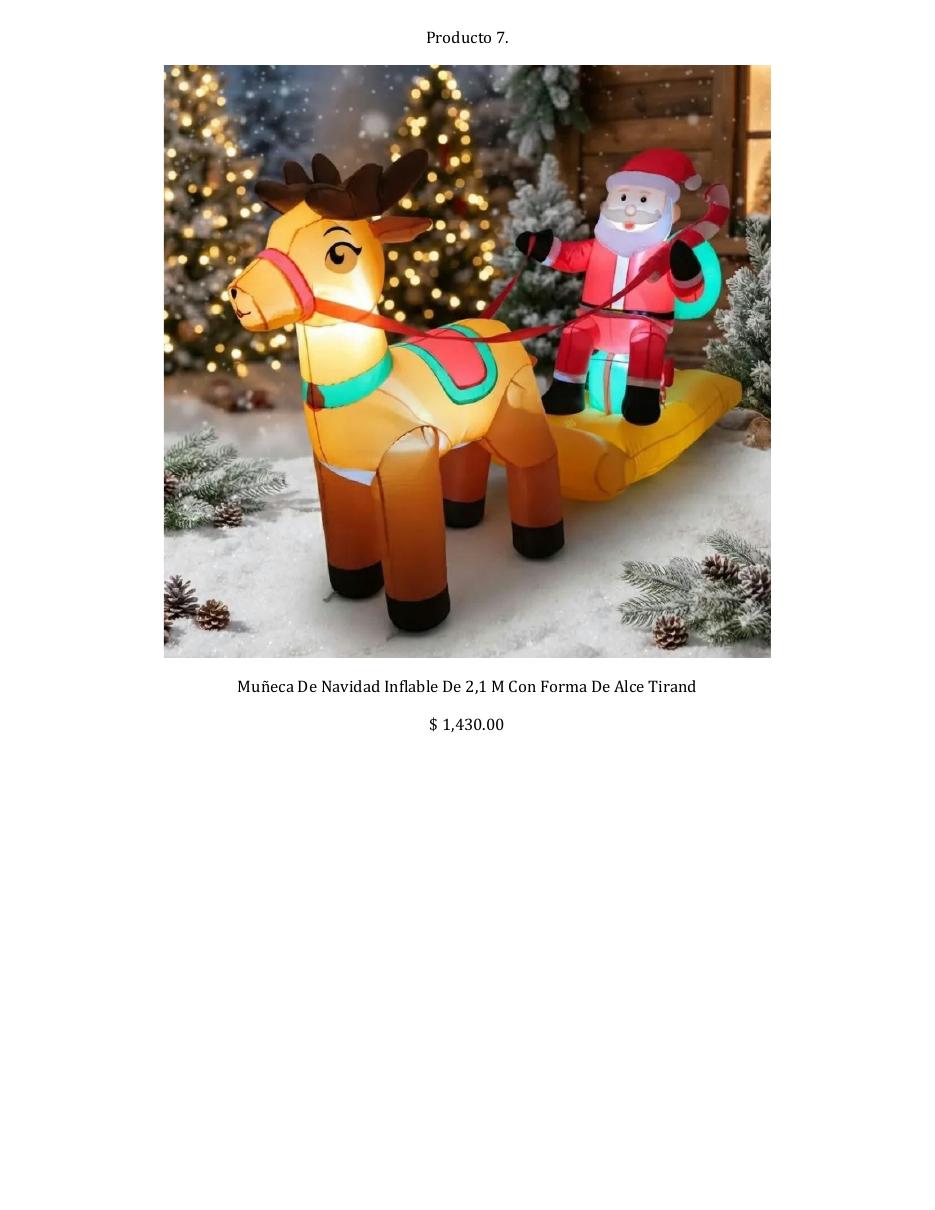 Producto 7.
Muñeca De Navidad Inflable De 2,1 M Con Forma De Alce Tirand
$ 1,430.00